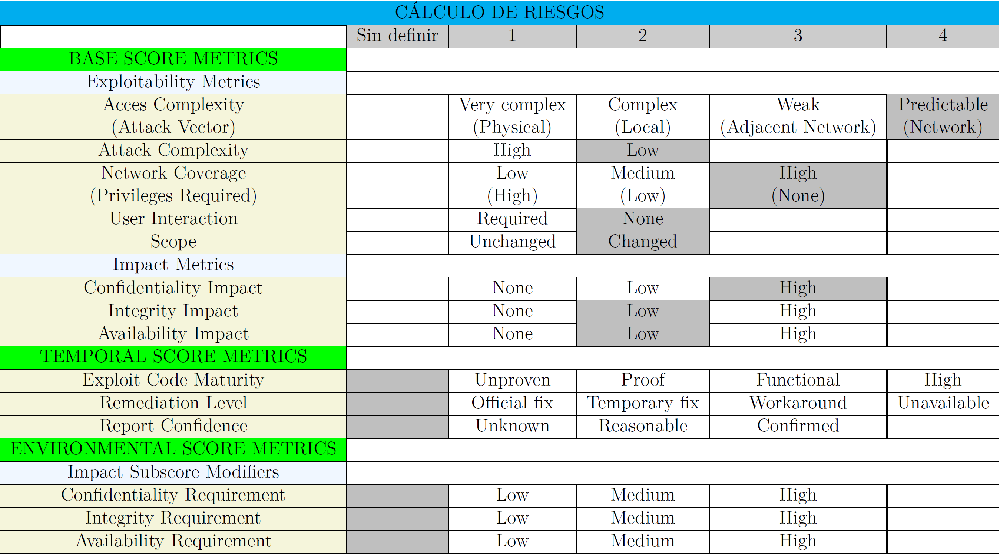 CÁLCULO DE RIESGOS
Sin definir 1 2 3 4
BASE SCORE METRICS
Exploitability Metrics
Acces Complexity Very complex Complex Weak Predictable
(Attack Vector) (Physical) (Local) (Adjacent Network) (Network)
Attack Complexity High Low
Network Coverage Low Medium High
(Privileges Required) (High) (Low) (None)
User Interaction Required None
Scope Unchanged Changed
Impact Metrics
Confidentiality Impact None Low High
Integrity Impact None Low High
Availability Impact None Low High
TEMPORAL SCORE METRICS
Exploit Code Maturity Unproven Proof Functional High
Remediation Level Official fix Temporary fix Workaround Unavailable
Report Confidence Unknown Reasonable Confirmed
ENVIRONMENTAL SCORE METRICS
Impact Subscore Modifiers
Confidentiality Requirement Low Medium High
Integrity Requirement Low Medium High
Availability Requirement Low Medium High